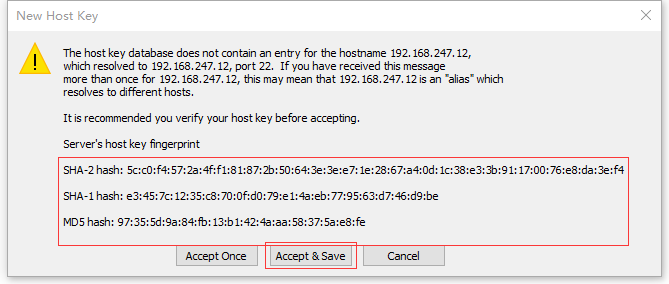 New Host Key
The host key database does not contain an entry for the hostname 192.168.247.12,
which resolved to 192.168.247.12, port 22.  If you have received this message
more than once for 192.168.247.12, this may mean that 192.168.247.12 is an "alias" which
resolves to different hosts.
It is recommended you verify your host key before accepting.
Server's host key fingerprint
SHA-2 hash: 5c:c0:f4:57:2a:4f:f1:81:87:2b:50:64:3e:3e:e7:1e:28:67:a4:0d:1c:38:e3:3b:91:17:00:76:e8:da:3e:f4
SHA-1 hash: e3:45:7c:12:35:c8:70:0f:d0:79:e1:4a:eb:77:95:63:d7:46:d9:be
MD5 hash: 97:35:5d:9a:84:fb:13:b1:42:4a:aa:58:37:5a:e8:fe
Accept Once
Accept & Save
Cancel